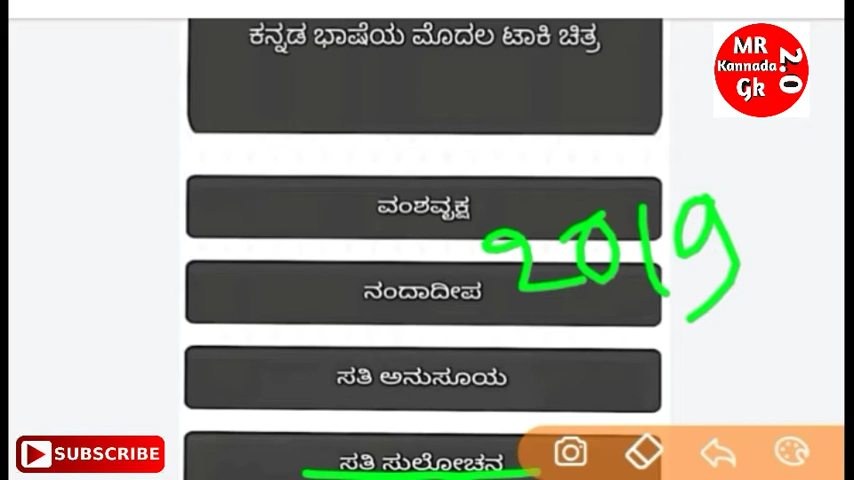 ಕನ್ನಡ ಭಾಷೆಯ ಮೊದಲ ಟಾಕಿ ಚಿತ್ರ
MR
Kannada
Gk
2.0
ವಂಶವೃಕ್ಷ
2019
ನಂದಾದೀಪ
ಸತಿ ಅನುಸೂಯ
ಸತಿ ಸುಲೋಚನ
SUBSCRIBE